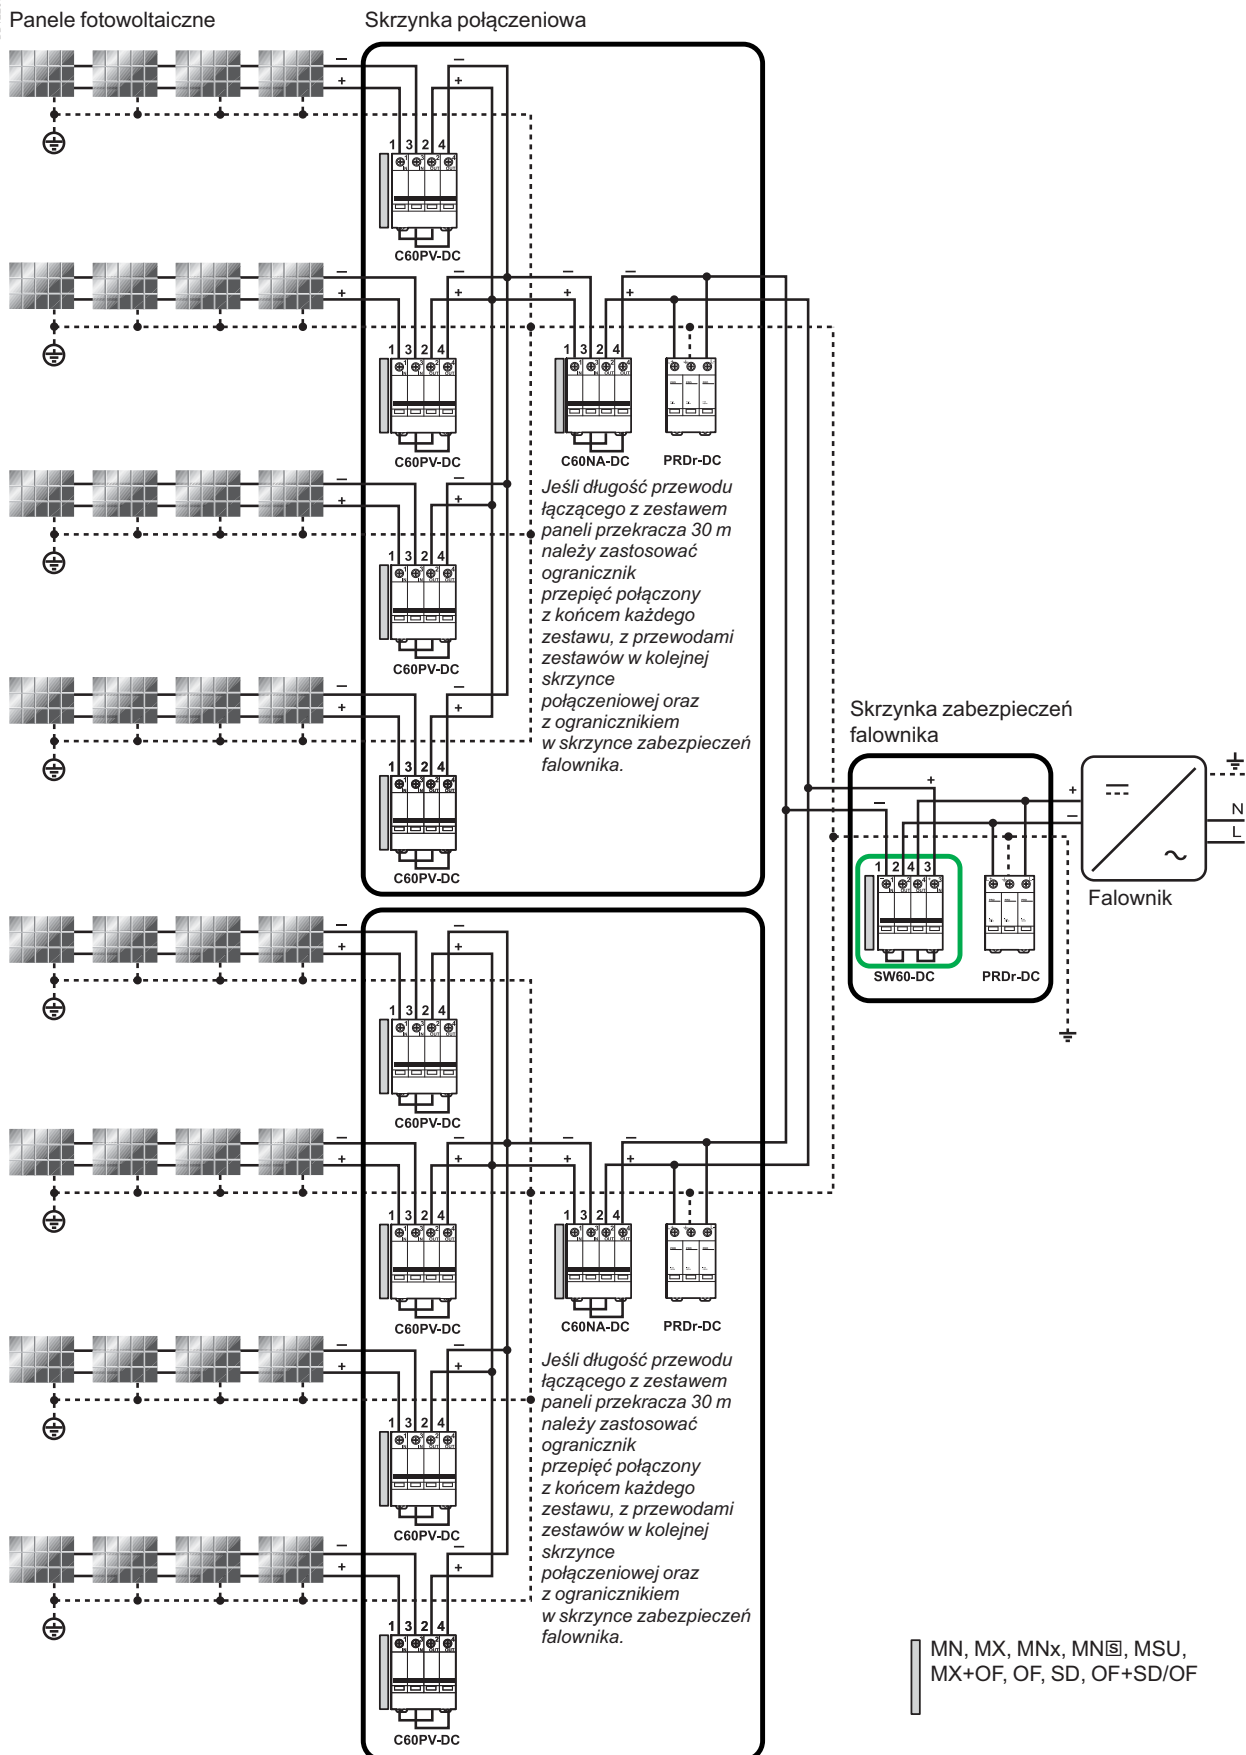 Panele fotowoltaiczne
Skrzynka połączeniowa
– – 
+ +
1 3 2 4
C60PV-DC
– – – –
+ + + +
1 3 2 4
1 3 2 4
C60PV-DC
C60NA-DC
PRDr-DC
Jeśli długość przewodu
łączącego z zestawem
paneli przekracza 30 m
należy zastosować
ogranicznik
przepięć połączony
z końcem każdego
zestawu, z przewodami
zestawów w kolejnej
skrzynce
połączeniowej oraz
z ogranicznikiem
w skrzynce zabezpieczeń
falownika.
– –
+ +
1 3 2 4
C60PV-DC
– –
+ +
1 3 2 4
C60PV-DC
Skrzynka zabezpieczeń
falownika
– +
+
–
1 2 4 3
SW60-DC
PRDr-DC
N
L
Falownik
– –
+ +
1 3 2 4
C60PV-DC
– – – –
+ + + +
1 3 2 4
1 3 2 4
C60PV-DC
C60NA-DC
PRDr-DC
Jeśli długość przewodu
łączącego z zestawem
paneli przekracza 30 m
należy zastosować
ogranicznik
przepięć połączony
z końcem każdego
zestawu, z przewodami
zestawów w kolejnej
skrzynce
połączeniowej oraz
z ogranicznikiem
w skrzynce zabezpieczeń
falownika.
– –
+ +
1 3 2 4
C60PV-DC
– –
+ +
1 3 2 4
C60PV-DC
MN, MX, MNx, MN🅂, MSU,
MX+OF, OF, SD, OF+SD/OF